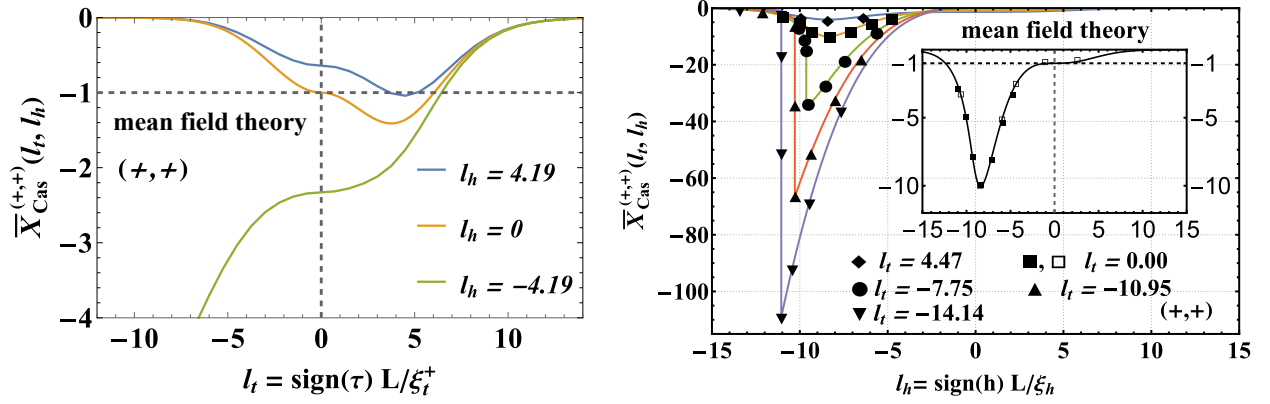 0
-1
-2
-3
-4
X̅_Cas^(+,+)(l_t, l_h)
mean field theory
(+,+)
l_h = 4.19
l_h = 0
l_h = −4.19
−10 −5 0 5 10
l_t = sign(τ) L/ξ_t^+
0
−20
−40
−60
−80
−100
X̅_Cas^(+,+)(l_t, l_h)
mean field theory
−1 −1
−5 −5
−10 −10
−15 −10 −5 0 5 10 15
l_t = 4.47 , l_t = 0.00
l_t = −7.75 l_t = −10.95
l_t = −14.14 (+,+)
−15 −10 −5 0 5 10 15
l_h= sign(h) L/ξ_h